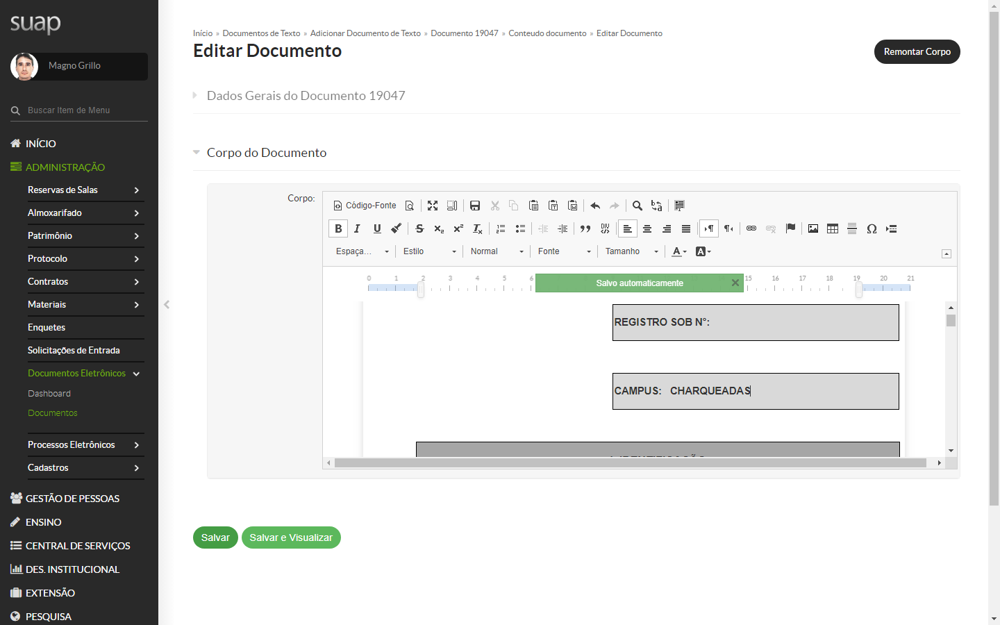 suap
Magno Grillo
Buscar Item de Menu
INÍCIO
ADMINISTRAÇÃO
Reservas de Salas
Almoxarifado
Patrimônio
Protocolo
Contratos
Materiais
Enquetes
Solicitações de Entrada
Documentos Eletrônicos
Dashboard
Documentos
Processos Eletrônicos
Cadastros
GESTÃO DE PESSOAS
ENSINO
CENTRAL DE SERVIÇOS
DES. INSTITUCIONAL
EXTENSÃO
PESQUISA
Início » Documentos de Texto » Adicionar Documento de Texto » Documento 19047 » Conteudo documento » Editar Documento
Editar Documento
Remontar Corpo
Dados Gerais do Documento 19047
Corpo do Documento
Corpo:
Código-Fonte
Espaça... Estilo Normal Fonte Tamanho
0 1 2 3 4 5 6 15 16 17 18 19 20 21
Salvo automaticamente
REGISTRO SOB N°:
CAMPUS: CHARQUEADAS
Salvar
Salvar e Visualizar